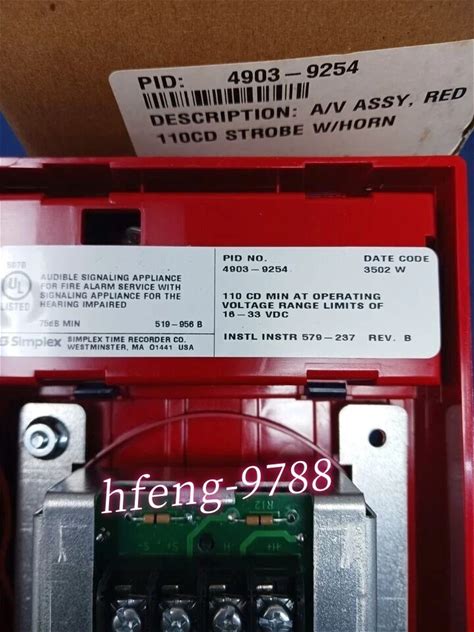 PID: 4903-9254
DESCRIPTION: A/V ASSY, RED
110CD STROBE W/HORN
UL
LISTED
AUDIBLE SIGNALING APPLIANCE
FOR FIRE ALARM SERVICE WITH
SIGNALING APPLIANCE FOR THE
HEARING IMPAIRED
75dB MIN 519-956 B
Simplex
SIMPLEX TIME RECORDER CO.
WESTMINSTER, MA 01441 USA
PID NO. DATE CODE
4903-9254 3502 W
110 CD MIN AT OPERATING
VOLTAGE RANGE LIMITS OF
16-33 VDC
INSTL INSTR 579-237 REV. B
hfeng-9788
R12
S- S+ H- H+